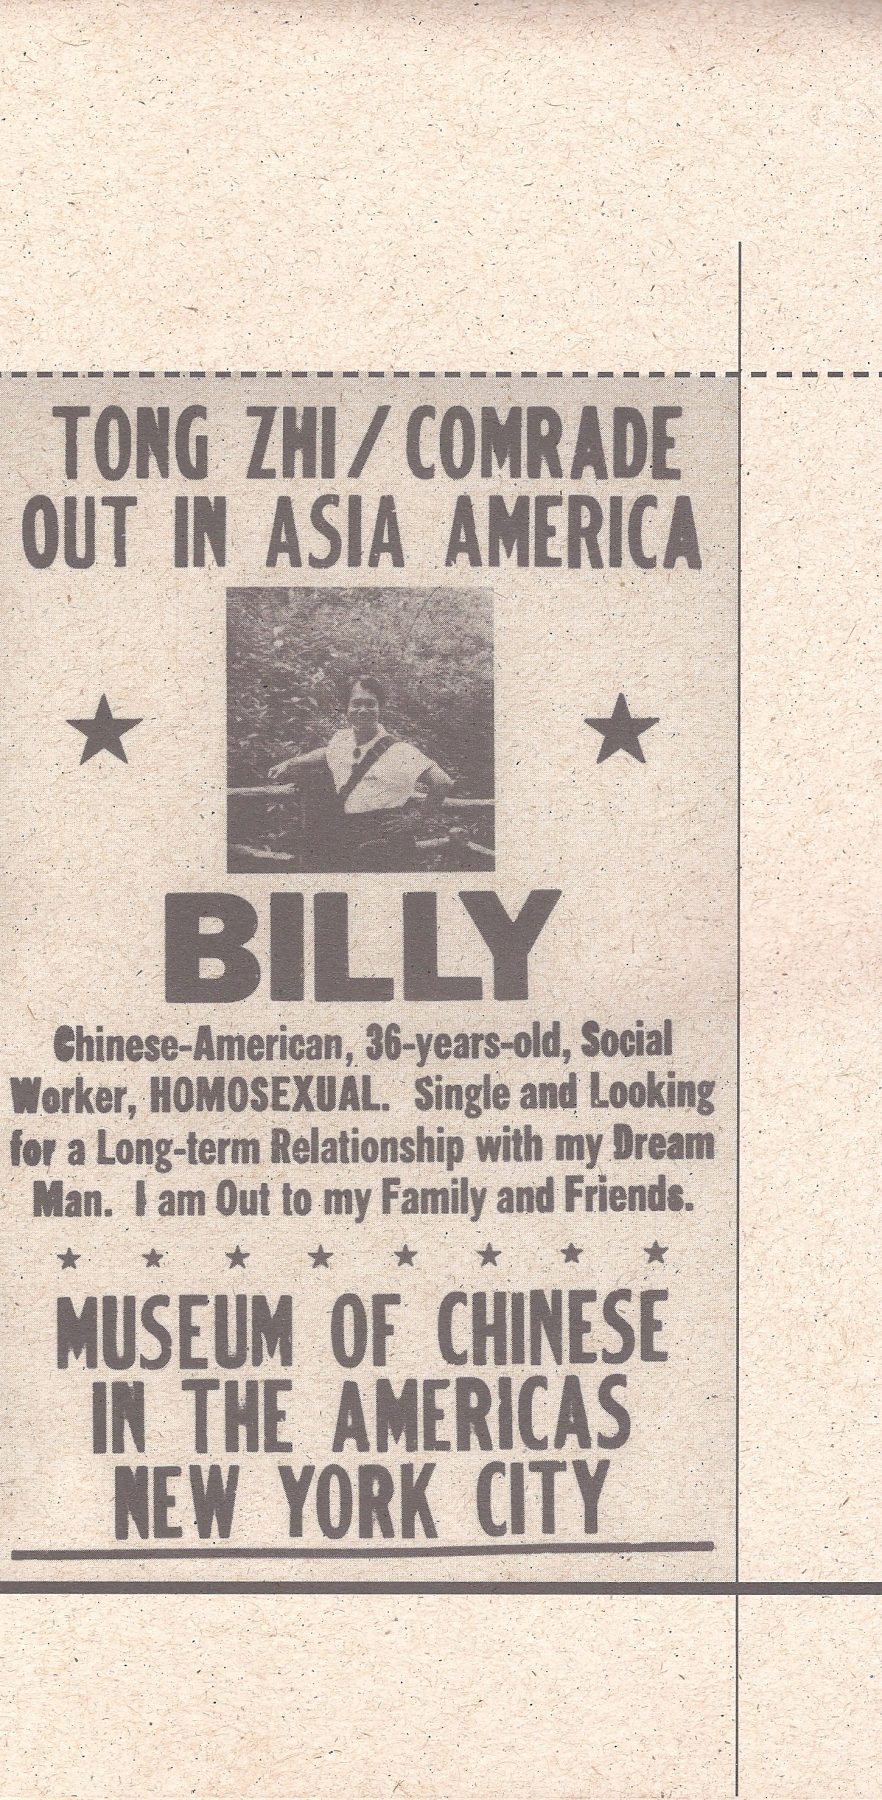 TONG ZHI/COMRADE
OUT IN ASIA AMERICA
BILLY
Chinese-American, 36-years-old, Social
Worker, HOMOSEXUAL. Single and Looking
for a Long-term Relationship with my Dream
Man. I am Out to my Family and Friends.
MUSEUM OF CHINESE
IN THE AMERICAS
NEW YORK CITY